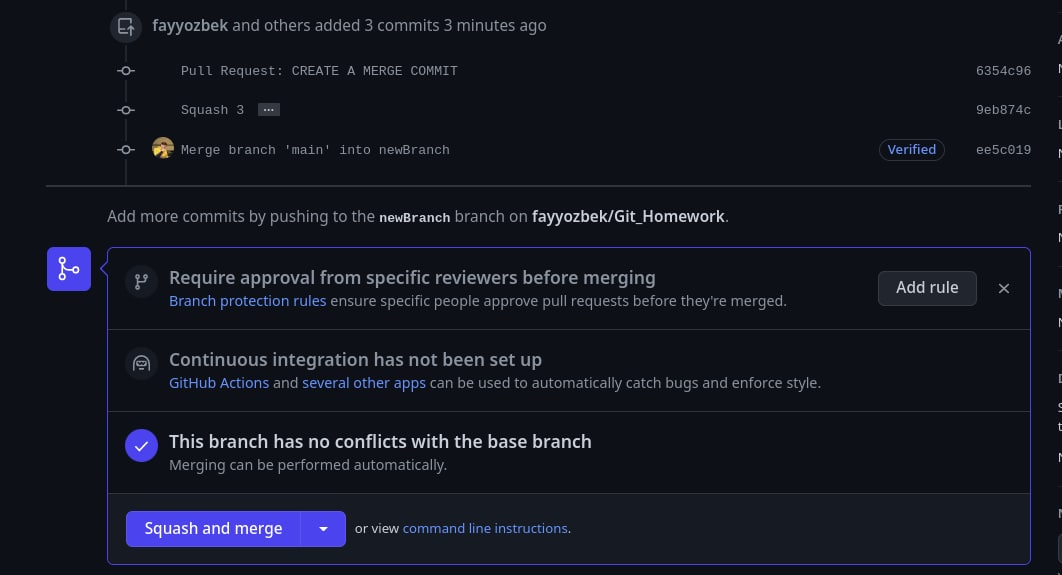 fayyozbek and others added 3 commits 3 minutes ago
Pull Request: CREATE A MERGE COMMIT 6354c96
Squash 3 ... 9eb874c
Merge branch 'main' into newBranch Verified ee5c019
Add more commits by pushing to the newBranch branch on fayyozbek/Git_Homework.
Require approval from specific reviewers before merging
Branch protection rules ensure specific people approve pull requests before they're merged.
Add rule
Continuous integration has not been set up
GitHub Actions and several other apps can be used to automatically catch bugs and enforce style.
This branch has no conflicts with the base branch
Merging can be performed automatically.
Squash and merge or view command line instructions.